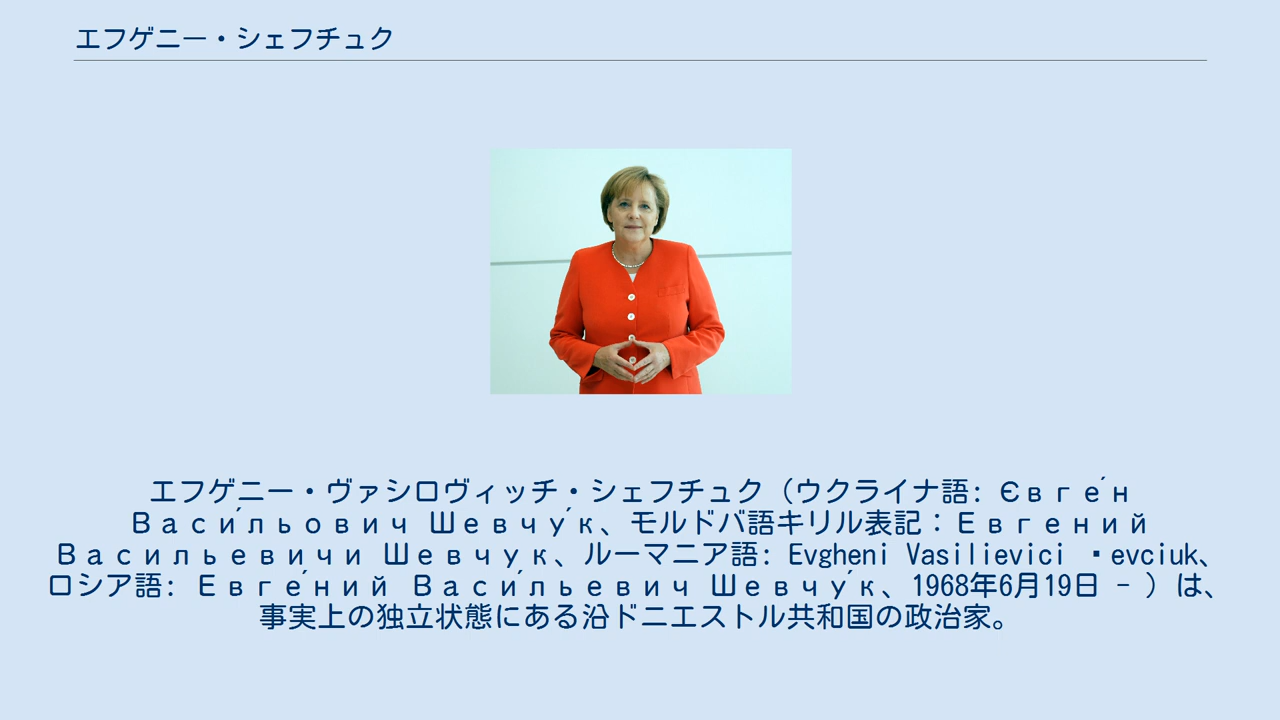 エフゲニー・シェフチュク
エフゲニー・ヴァシロヴィッチ・シェフチュク（ウクライナ語: Євге́н
Васи́льович Шевчу́к、モルドバ語キリル表記：Евгений
Васильевичи Шевчук、ルーマニア語: Evgheni Vasilievici ▪evciuk、
ロシア語: Евге́ний Васи́льевич Шевчу́к、1968年6月19日 - ）は、
事実上の独立状態にある沿ドニエストル共和国の政治家。